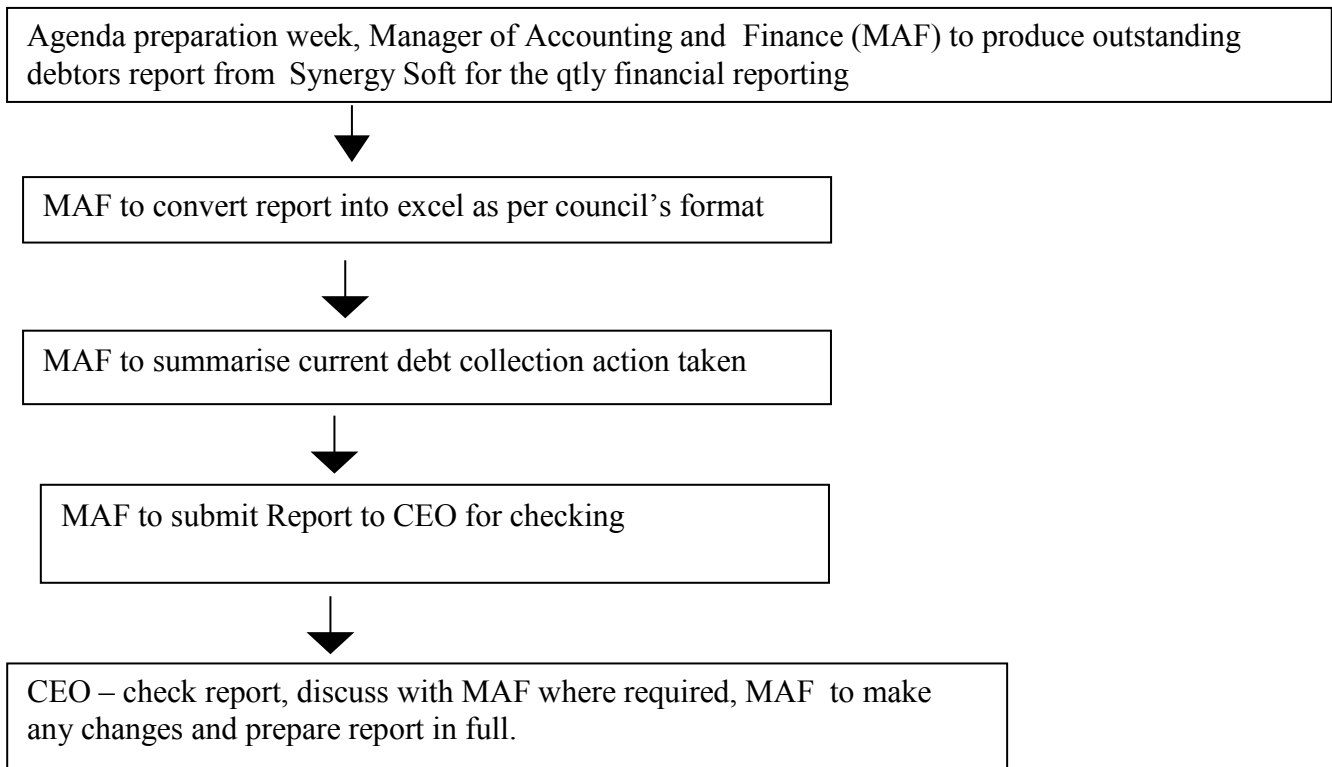 Agenda preparation week, Manager of Accounting and Finance (MAF) to produce outstanding
debtors report from Synergy Soft for the qtly financial reporting
MAF to convert report into excel as per council’s format
MAF to summarise current debt collection action taken
MAF to submit Report to CEO for checking
CEO – check report, discuss with MAF where required, MAF to make
any changes and prepare report in full.